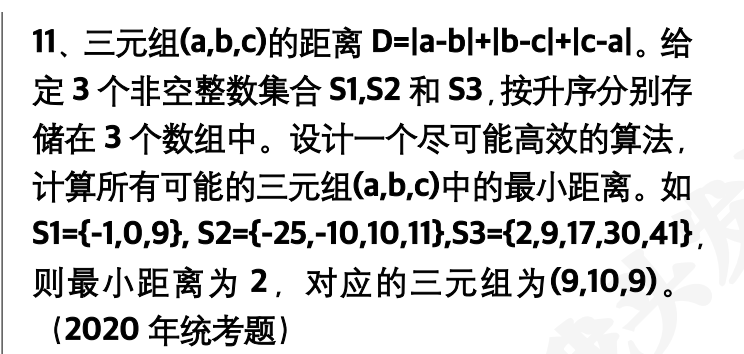 11、三元组(a,b,c)的距离 D=|a-b|+|b-c|+|c-a|。给
定 3 个非空整数集合 S1,S2 和 S3 ,按升序分别存
储在 3 个数组中。设计一个尽可能高效的算法,
计算所有可能的三元组(a,b,c)中的最小距离。如
S1={-1,0,9}, S2={-25,-10,10,11},S3={2,9,17,30,41},
则最小距离为 2，对应的三元组为(9,10,9)。
（2020 年统考题）